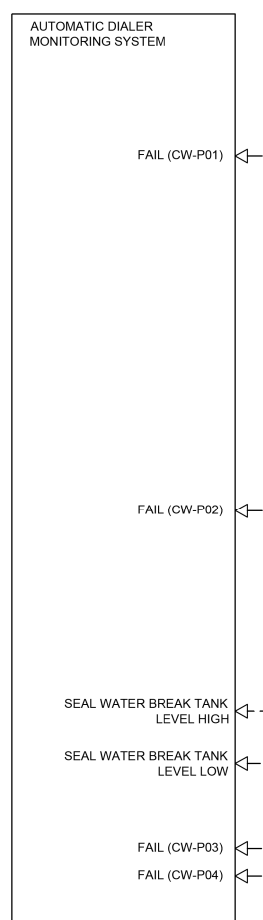 AUTOMATIC DIALER
MONITORING SYSTEM
FAIL (CW-P01)
FAIL (CW-P02)
SEAL WATER BREAK TANK
LEVEL HIGH
SEAL WATER BREAK TANK
LEVEL LOW
FAIL (CW-P03)
FAIL (CW-P04)